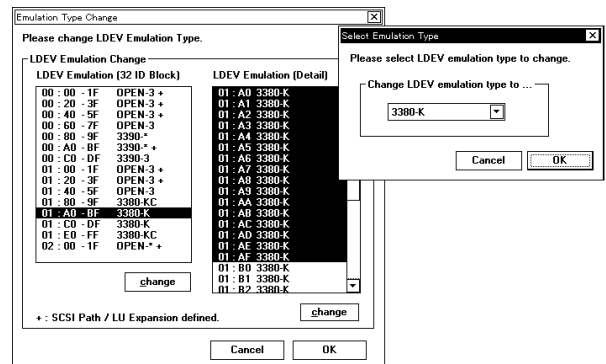 Emulation Type Change
Please change LDEV Emulation Type.
LDEV Emulation Change
LDEV Emulation (32 ID Block)
00 : 00 - 1F OPEN-3 +
00 : 20 - 3F OPEN-3 +
00 : 40 - 5F OPEN-3 +
00 : 60 - 7F OPEN-3
00 : 80 - 9F 3390-*
00 : A0 - BF 3390-* +
00 : C0 - DF 3390-3
01 : 00 - 1F OPEN-3 +
01 : 20 - 3F OPEN-3 +
01 : 40 - 5F OPEN-3
01 : 80 - 9F 3380-KC
01 : A0 - BF 3380-K
01 : C0 - DF 3380-K
01 : E0 - FF 3380-KC
02 : 00 - 1F OPEN-* +
change
LDEV Emulation (Detail)
01 : A0 3380-K
01 : A1 3380-K
01 : A2 3380-K
01 : A3 3380-K
01 : A4 3380-K
01 : A5 3380-K
01 : A6 3380-K
01 : A7 3380-K
01 : A8 3380-K
01 : A9 3380-K
01 : AA 3380-K
01 : AB 3380-K
01 : AC 3380-K
01 : AD 3380-K
01 : AE 3380-K
01 : AF 3380-K
01 : B0 3380-K
01 : B1 3380-K
01 : B2 3380-K
change
+ : SCSI Path / LU Expansion defined.
Cancel
OK
Select Emulation Type
Please select LDEV emulation type to change.
Change LDEV emulation type to ...
3380-K
Cancel
OK